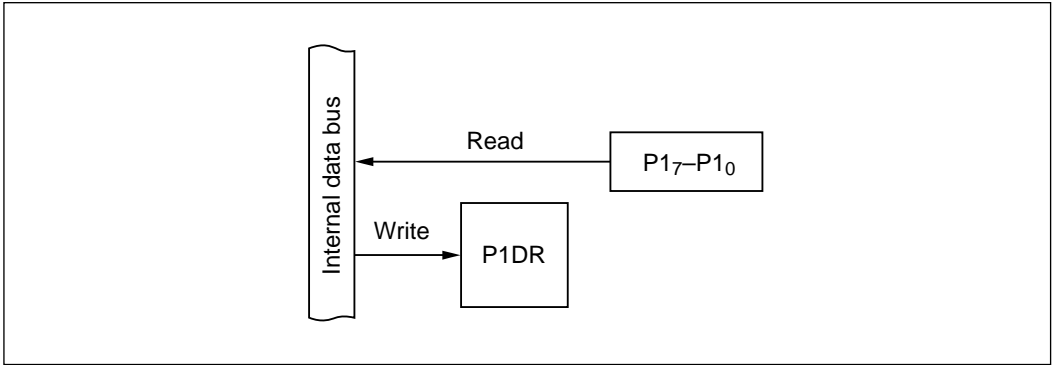 Internal data bus
Read
P1₇–P1₀
Write
P1DR